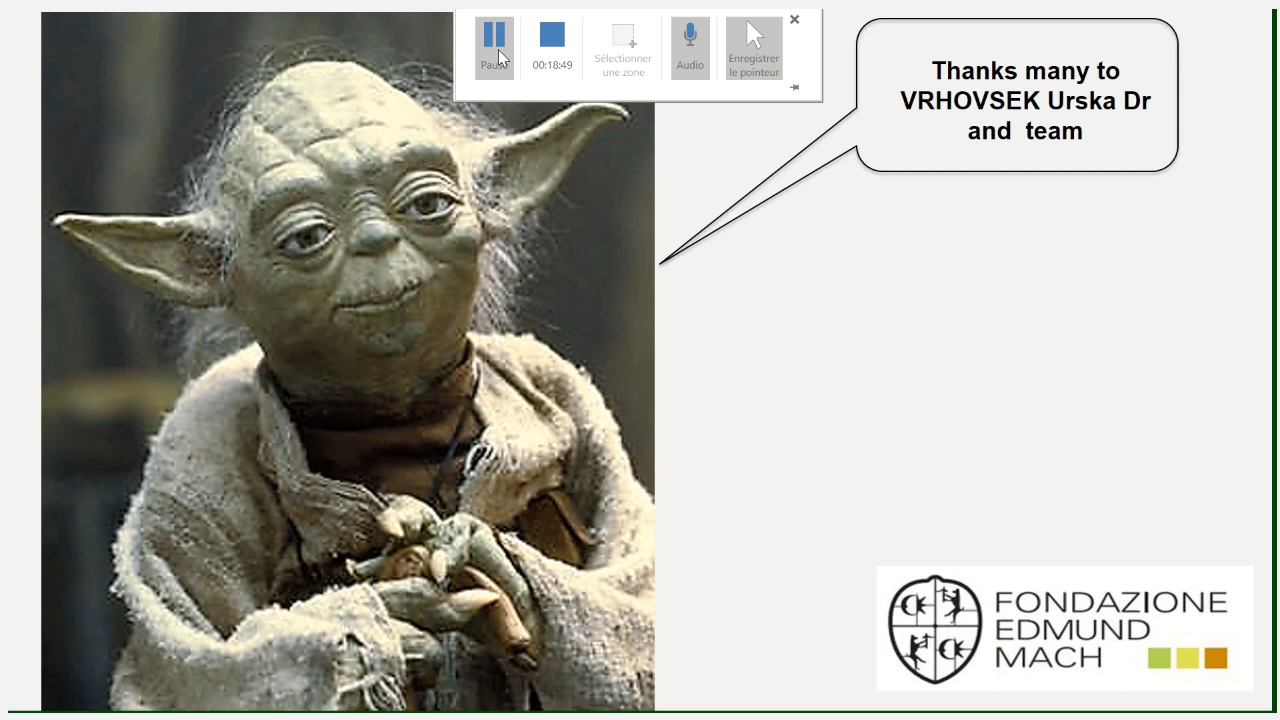 Pause
00:18:49
Sélectionner
une zone
Audio
Enregistrer
le pointeur
Thanks many to
VRHOVSEK Urska Dr
and team
FONDAZIONE
EDMUND
MACH